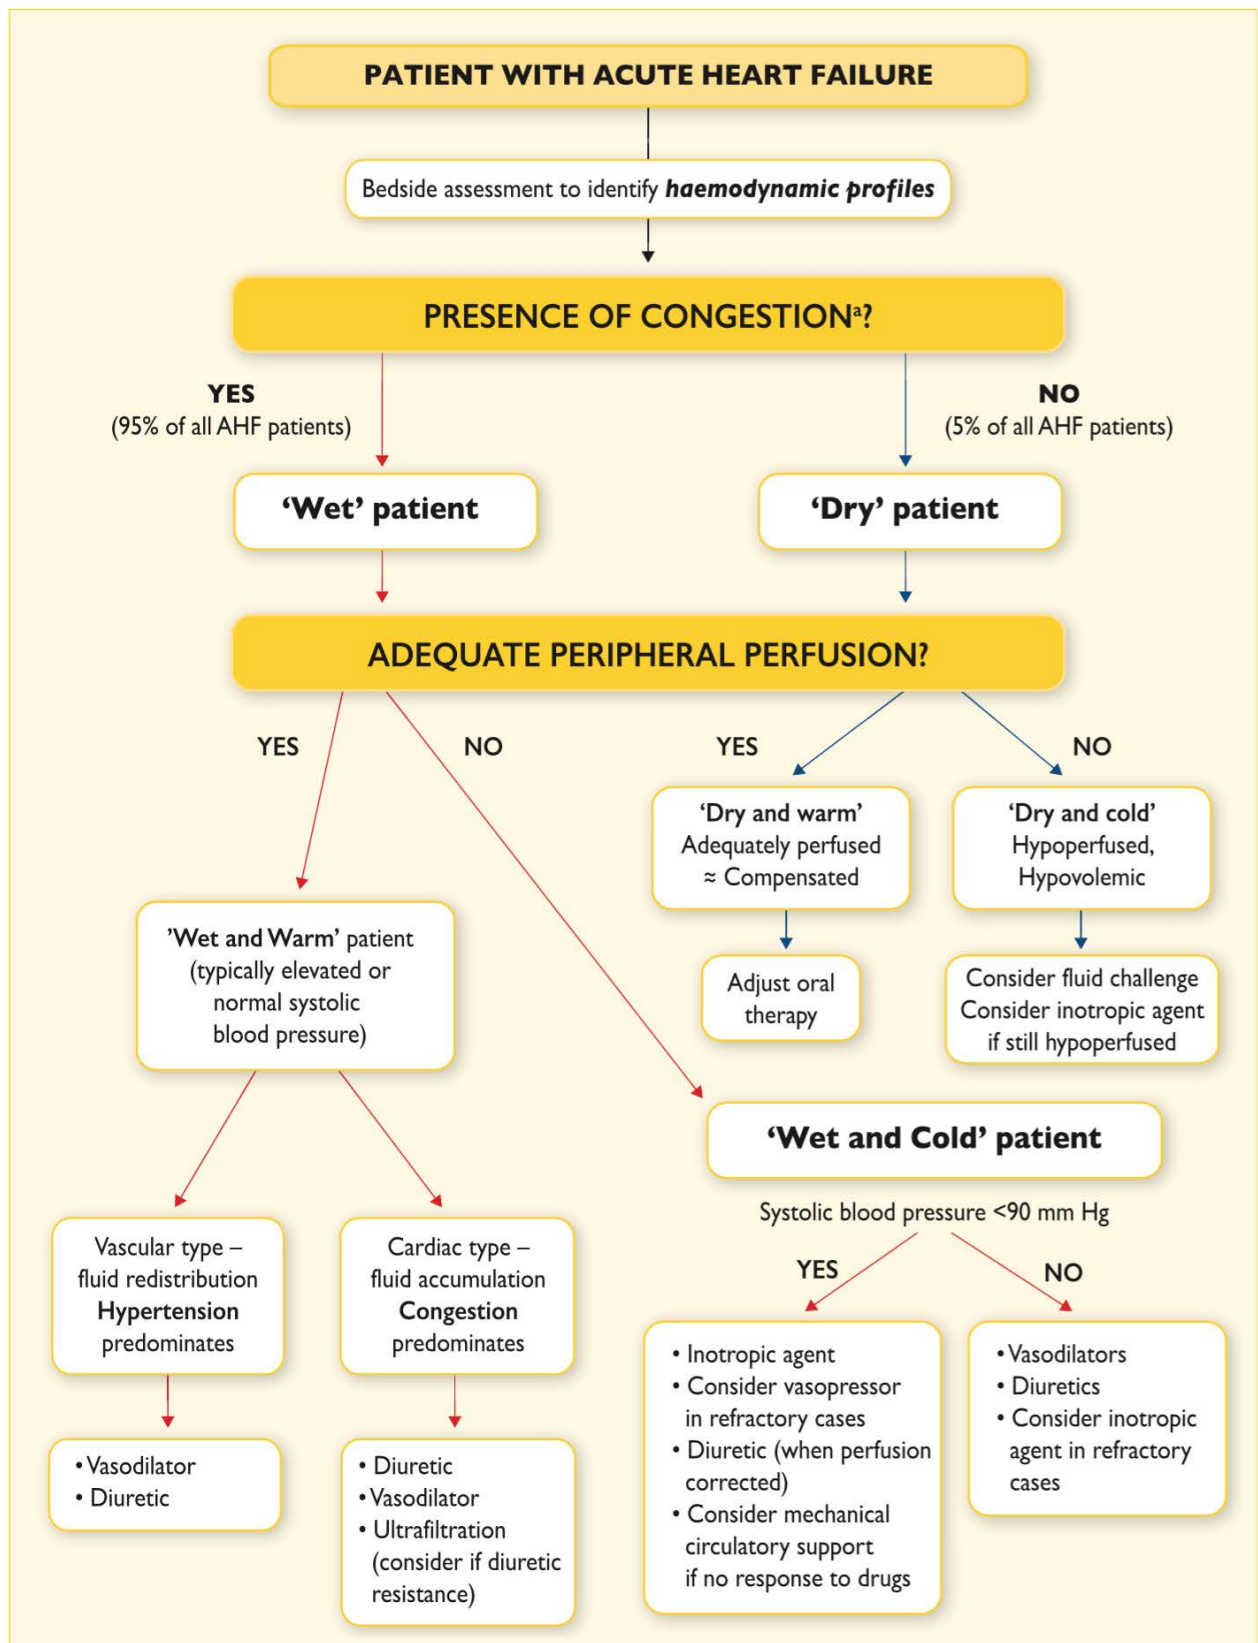 PATIENT WITH ACUTE HEART FAILURE
Bedside assessment to identify haemodynamic profiles
PRESENCE OF CONGESTIONª?
YES
(95% of all AHF patients)
NO
(5% of all AHF patients)
‘Wet’ patient
‘Dry’ patient
ADEQUATE PERIPHERAL PERFUSION?
YES
NO
YES
NO
‘Dry and warm’
Adequately perfused
≈ Compensated
‘Dry and cold’
Hypoperfused,
Hypovolemic
’Wet and Warm’ patient
(typically elevated or
normal systolic
blood pressure)
Adjust oral
therapy
Consider fluid challenge
Consider inotropic agent
if still hypoperfused
‘Wet and Cold’ patient
Systolic blood pressure <90 mm Hg
YES
NO
Vascular type –
fluid redistribution
Hypertension
predominates
Cardiac type –
fluid accumulation
Congestion
predominates
• Vasodilator
• Diuretic
• Diuretic
• Vasodilator
• Ultrafiltration
(consider if diuretic
resistance)
• Inotropic agent
• Consider vasopressor
in refractory cases
• Diuretic (when perfusion
corrected)
• Consider mechanical
circulatory support
if no response to drugs
• Vasodilators
• Diuretics
• Consider inotropic
agent in refractory
cases